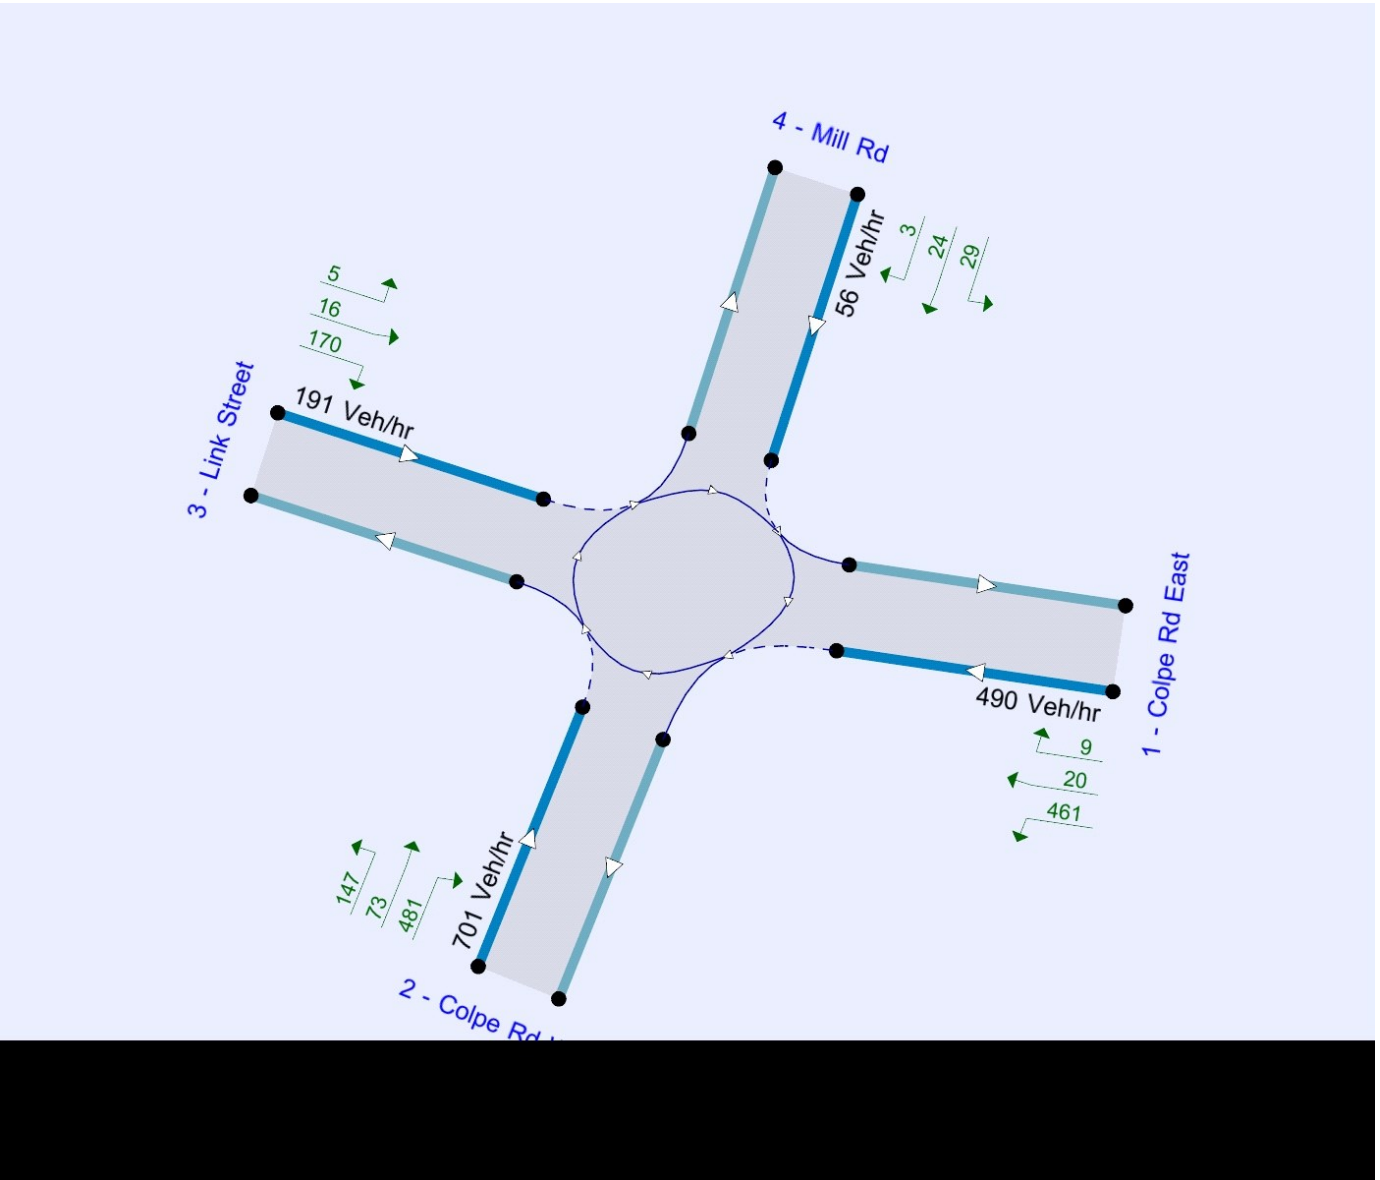 4 - Mill Rd
56 Veh/hr
3
24
29
5
16
170
3 - Link Street
191 Veh/hr
1 - Colpe Rd East
490 Veh/hr
9
20
461
701 Veh/hr
147
73
481
2 - Colpe Rd